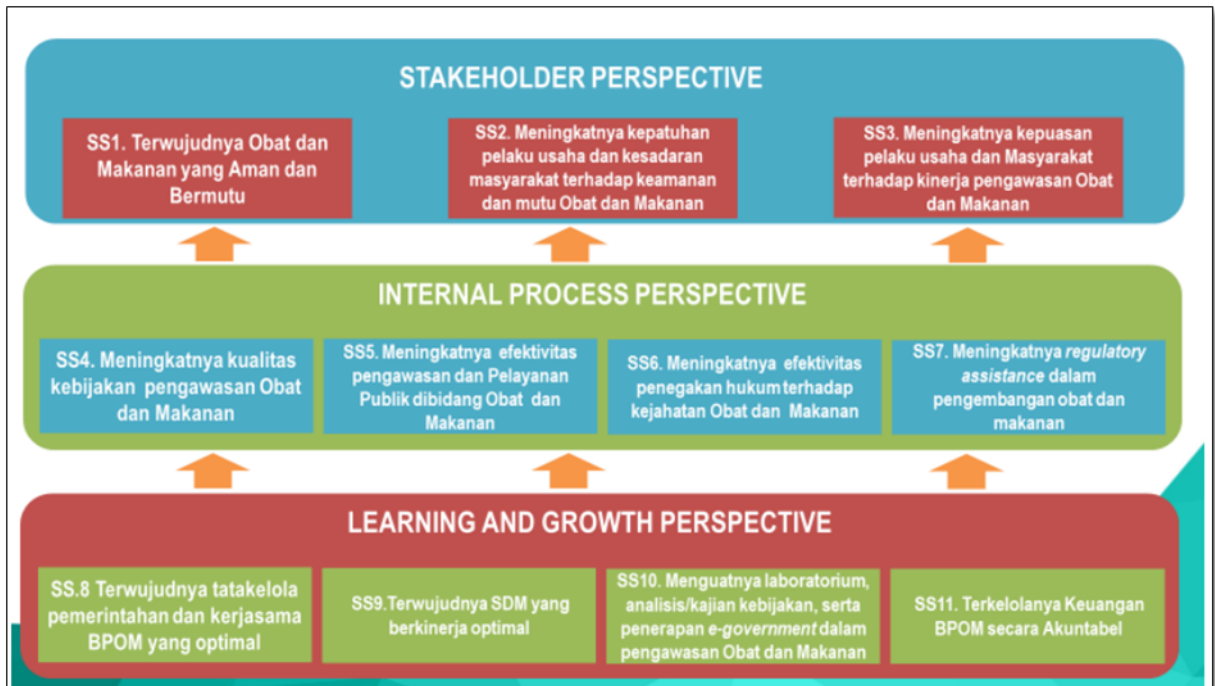 STAKEHOLDER PERSPECTIVE
SS1. Terwujudnya Obat dan
Makanan yang Aman dan
Bermutu
SS2. Meningkatnya kepatuhan
pelaku usaha dan kesadaran
masyarakat terhadap keamanan
dan mutu Obat dan Makanan
SS3. Meningkatnya kepuasan
pelaku usaha dan Masyarakat
terhadap kinerja pengawasan Obat
dan Makanan
INTERNAL PROCESS PERSPECTIVE
SS4. Meningkatnya kualitas
kebijakan pengawasan Obat
dan Makanan
SS5. Meningkatnya efektivitas
pengawasan dan Pelayanan
Publik dibidang Obat dan
Makanan
SS6. Meningkatnya efektivitas
penegakan hukum terhadap
kejahatan Obat dan Makanan
SS7. Meningkatnya regulatory
assistance dalam
pengembangan obat dan
makanan
LEARNING AND GROWTH PERSPECTIVE
SS.8 Terwujudnya tatakelola
pemerintahan dan kerjasama
BPOM yang optimal
SS9.Terwujudnya SDM yang
berkinerja optimal
SS10. Menguatnya laboratorium,
analisis/kajian kebijakan, serta
penerapan e-government dalam
pengawasan Obat dan Makanan
SS11. Terkelolanya Keuangan
BPOM secara Akuntabel